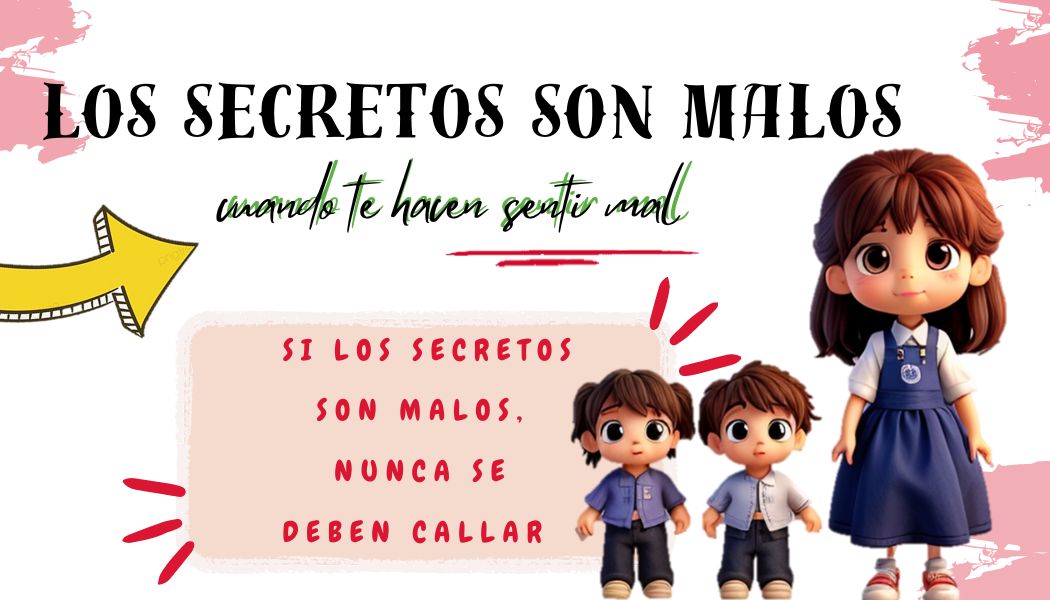 LOS SECRETOS SON MALOS
cuando te hacen sentir mal
SI LOS SECRETOS
SON MALOS,
NUNCA SE
DEBEN CALLAR